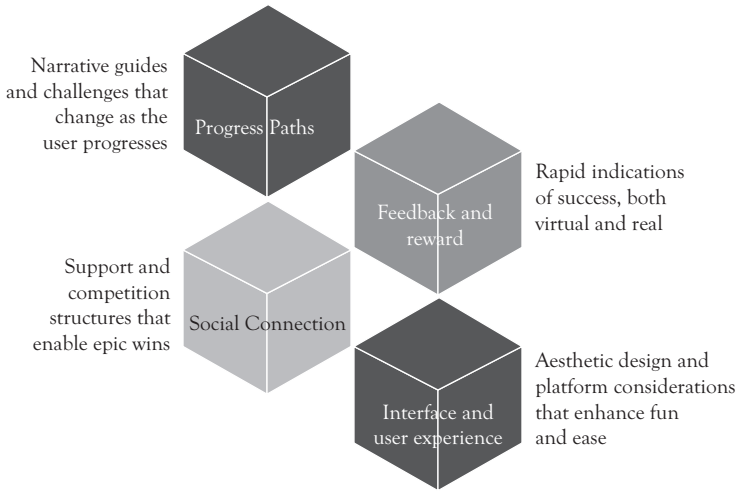 Narrative guides
and challenges that
change as the
user progresses
Progress Paths
Feedback and
reward
Rapid indications
of success, both
virtual and real
Support and
competition
structures that
enable epic wins
Social Connection
Interface and
user experience
Aesthetic design and
platform considerations
that enhance fun
and ease